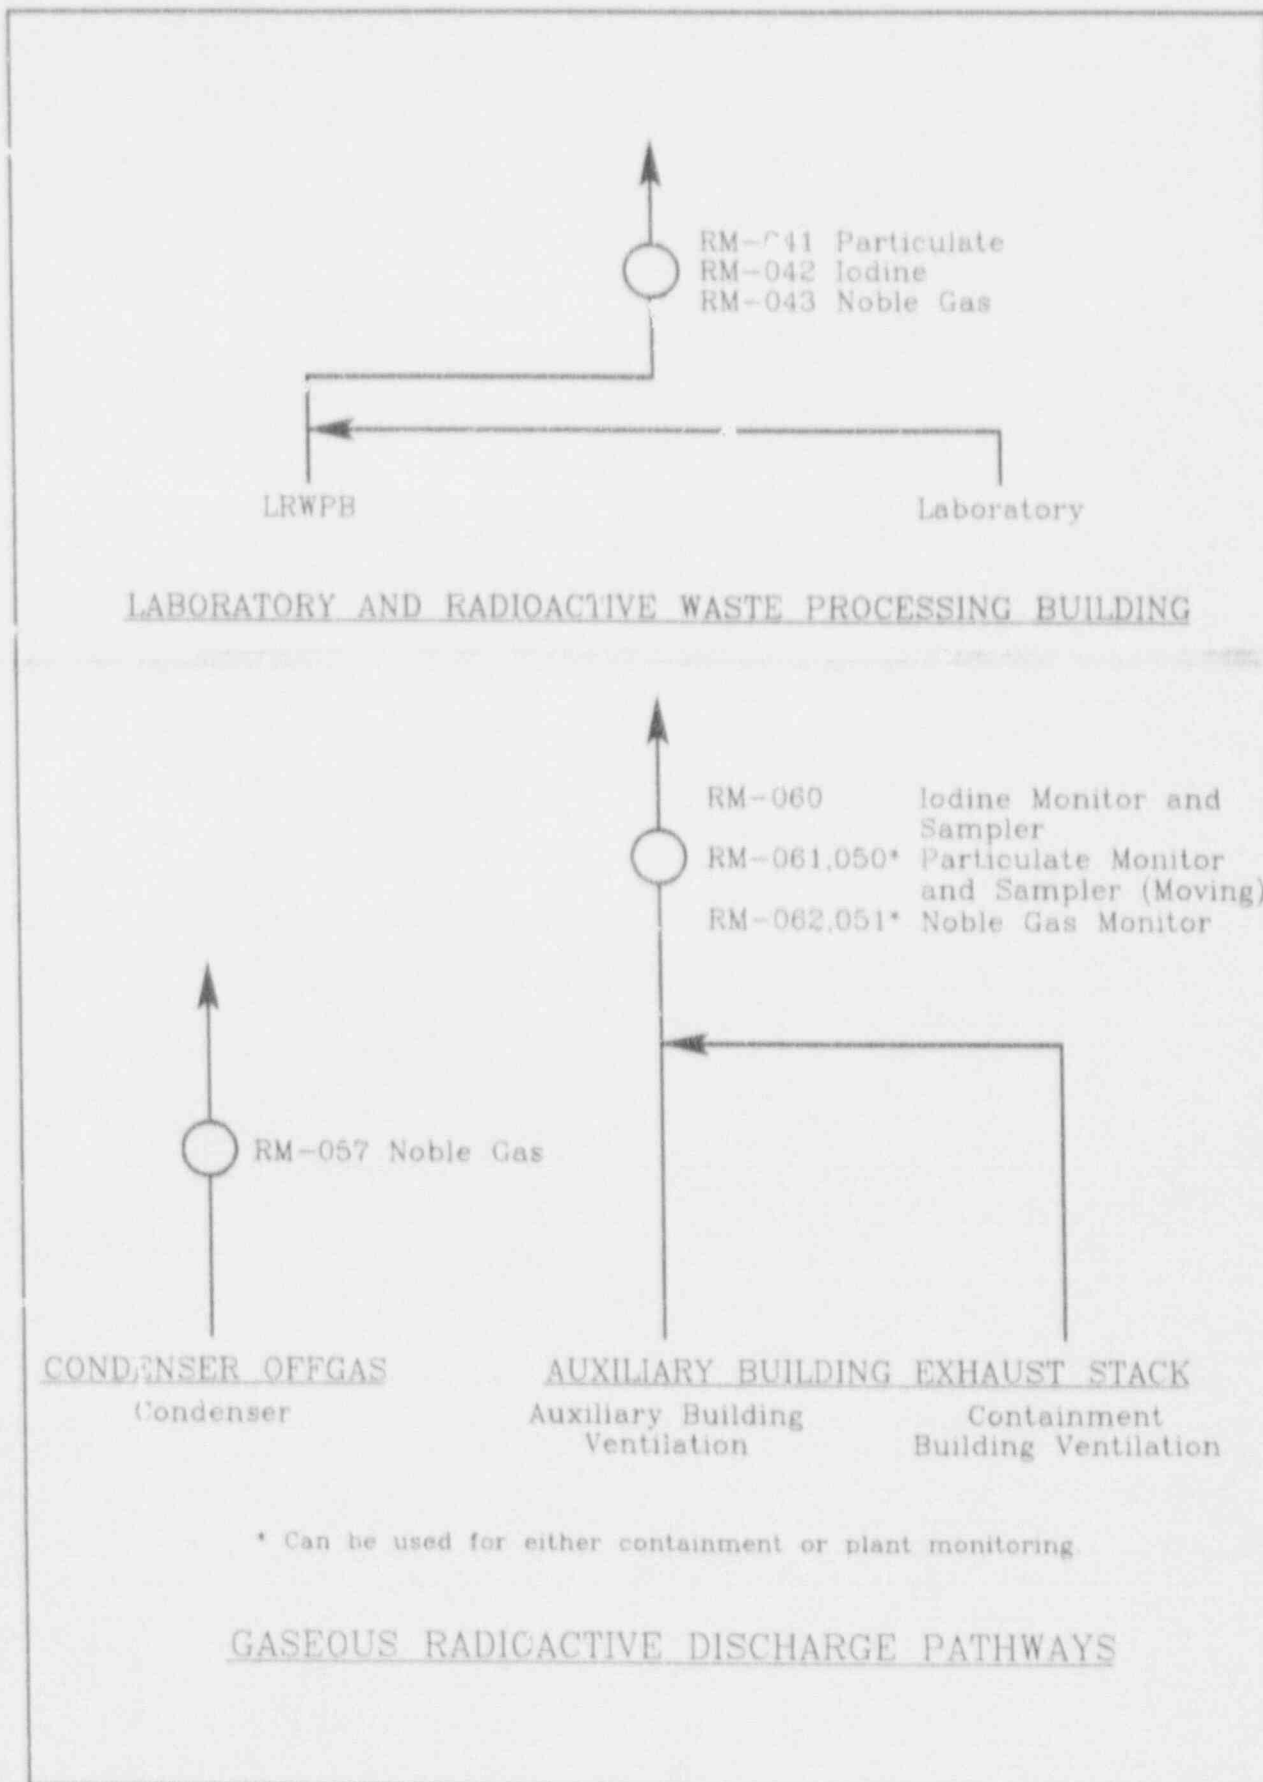 RM-041 Particulate
RM-042 Iodine
RM-043 Noble Gas
LRWPB
Laboratory
LABORATORY AND RADIOACTIVE WASTE PROCESSING BUILDING
RM-060 Iodine Monitor and
Sampler
RM-061,050* Particulate Monitor
and Sampler (Moving)
RM-062,051* Noble Gas Monitor
RM-057 Noble Gas
CONDENSER OFFGAS
Condenser
AUXILIARY BUILDING EXHAUST STACK
Auxiliary Building
Ventilation
Containment
Building Ventilation
* Can be used for either containment or plant monitoring.
GASEOUS RADIOACTIVE DISCHARGE PATHWAYS